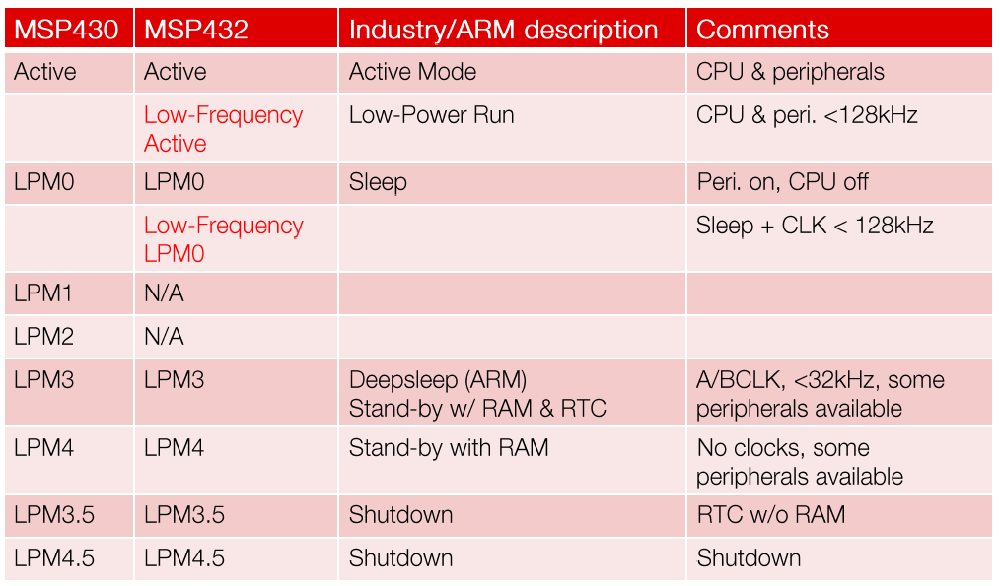 MSP430 MSP432 Industry/ARM description Comments
Active Active Active Mode CPU & peripherals
Low-Frequency Low-Power Run CPU & peri. <128kHz
Active
LPM0 LPM0 Sleep Peri. on, CPU off
Low-Frequency Sleep + CLK < 128kHz
LPM0
LPM1 N/A
LPM2 N/A
LPM3 LPM3 Deepsleep (ARM) A/BCLK, <32kHz, some
Stand-by w/ RAM & RTC peripherals available
LPM4 LPM4 Stand-by with RAM No clocks, some
peripherals available
LPM3.5 LPM3.5 Shutdown RTC w/o RAM
LPM4.5 LPM4.5 Shutdown Shutdown